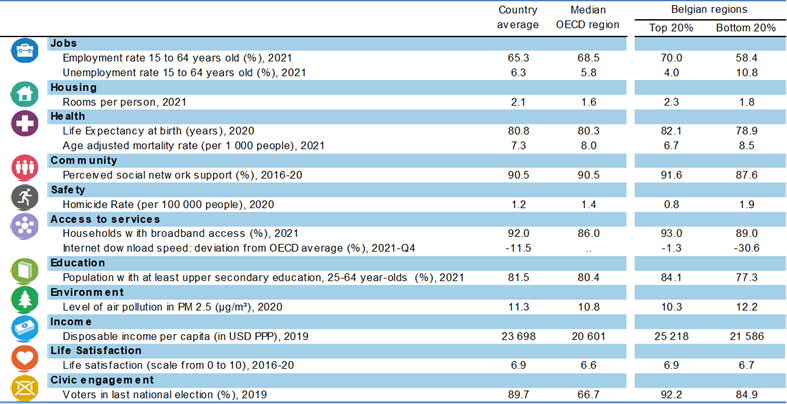 Country average Median OECD region Belgian regions
Top 20% Bottom 20%
Jobs
Employment rate 15 to 64 years old (%), 2021 65.3 68.5 70.0 58.4
Unemployment rate 15 to 64 years old (%), 2021 6.3 5.8 4.0 10.8
Housing
Rooms per person, 2021 2.1 1.6 2.3 1.8
Health
Life Expectancy at birth (years), 2020 80.8 80.3 82.1 78.9
Age adjusted mortality rate (per 1 000 people), 2021 7.3 8.0 6.7 8.5
Community
Perceived social netw ork support (%), 2016-20 90.5 90.5 91.6 87.6
Safety
Homicide Rate (per 100 000 people), 2020 1.2 1.4 0.8 1.9
Access to services
Households w ith broadband access (%), 2021 92.0 86.0 93.0 89.0
Internet dow nload speed: deviation from OECD average (%), 2021-Q4 -11.5 .. -1.3 -30.6
Education
Population w ith at least upper secondary education, 25-64 year-olds (%), 2021 81.5 80.4 84.1 77.3
Environment
Level of air pollution in PM 2.5 (µg/m³), 2020 11.3 10.8 10.3 12.2
Income
Disposable income per capita (in USD PPP), 2019 23 698 20 601 25 218 21 586
Life Satisfaction
Life satisfaction (scale from 0 to 10), 2016-20 6.9 6.6 6.9 6.7
Civic engagement
Voters in last national election (%), 2019 89.7 66.7 92.2 84.9